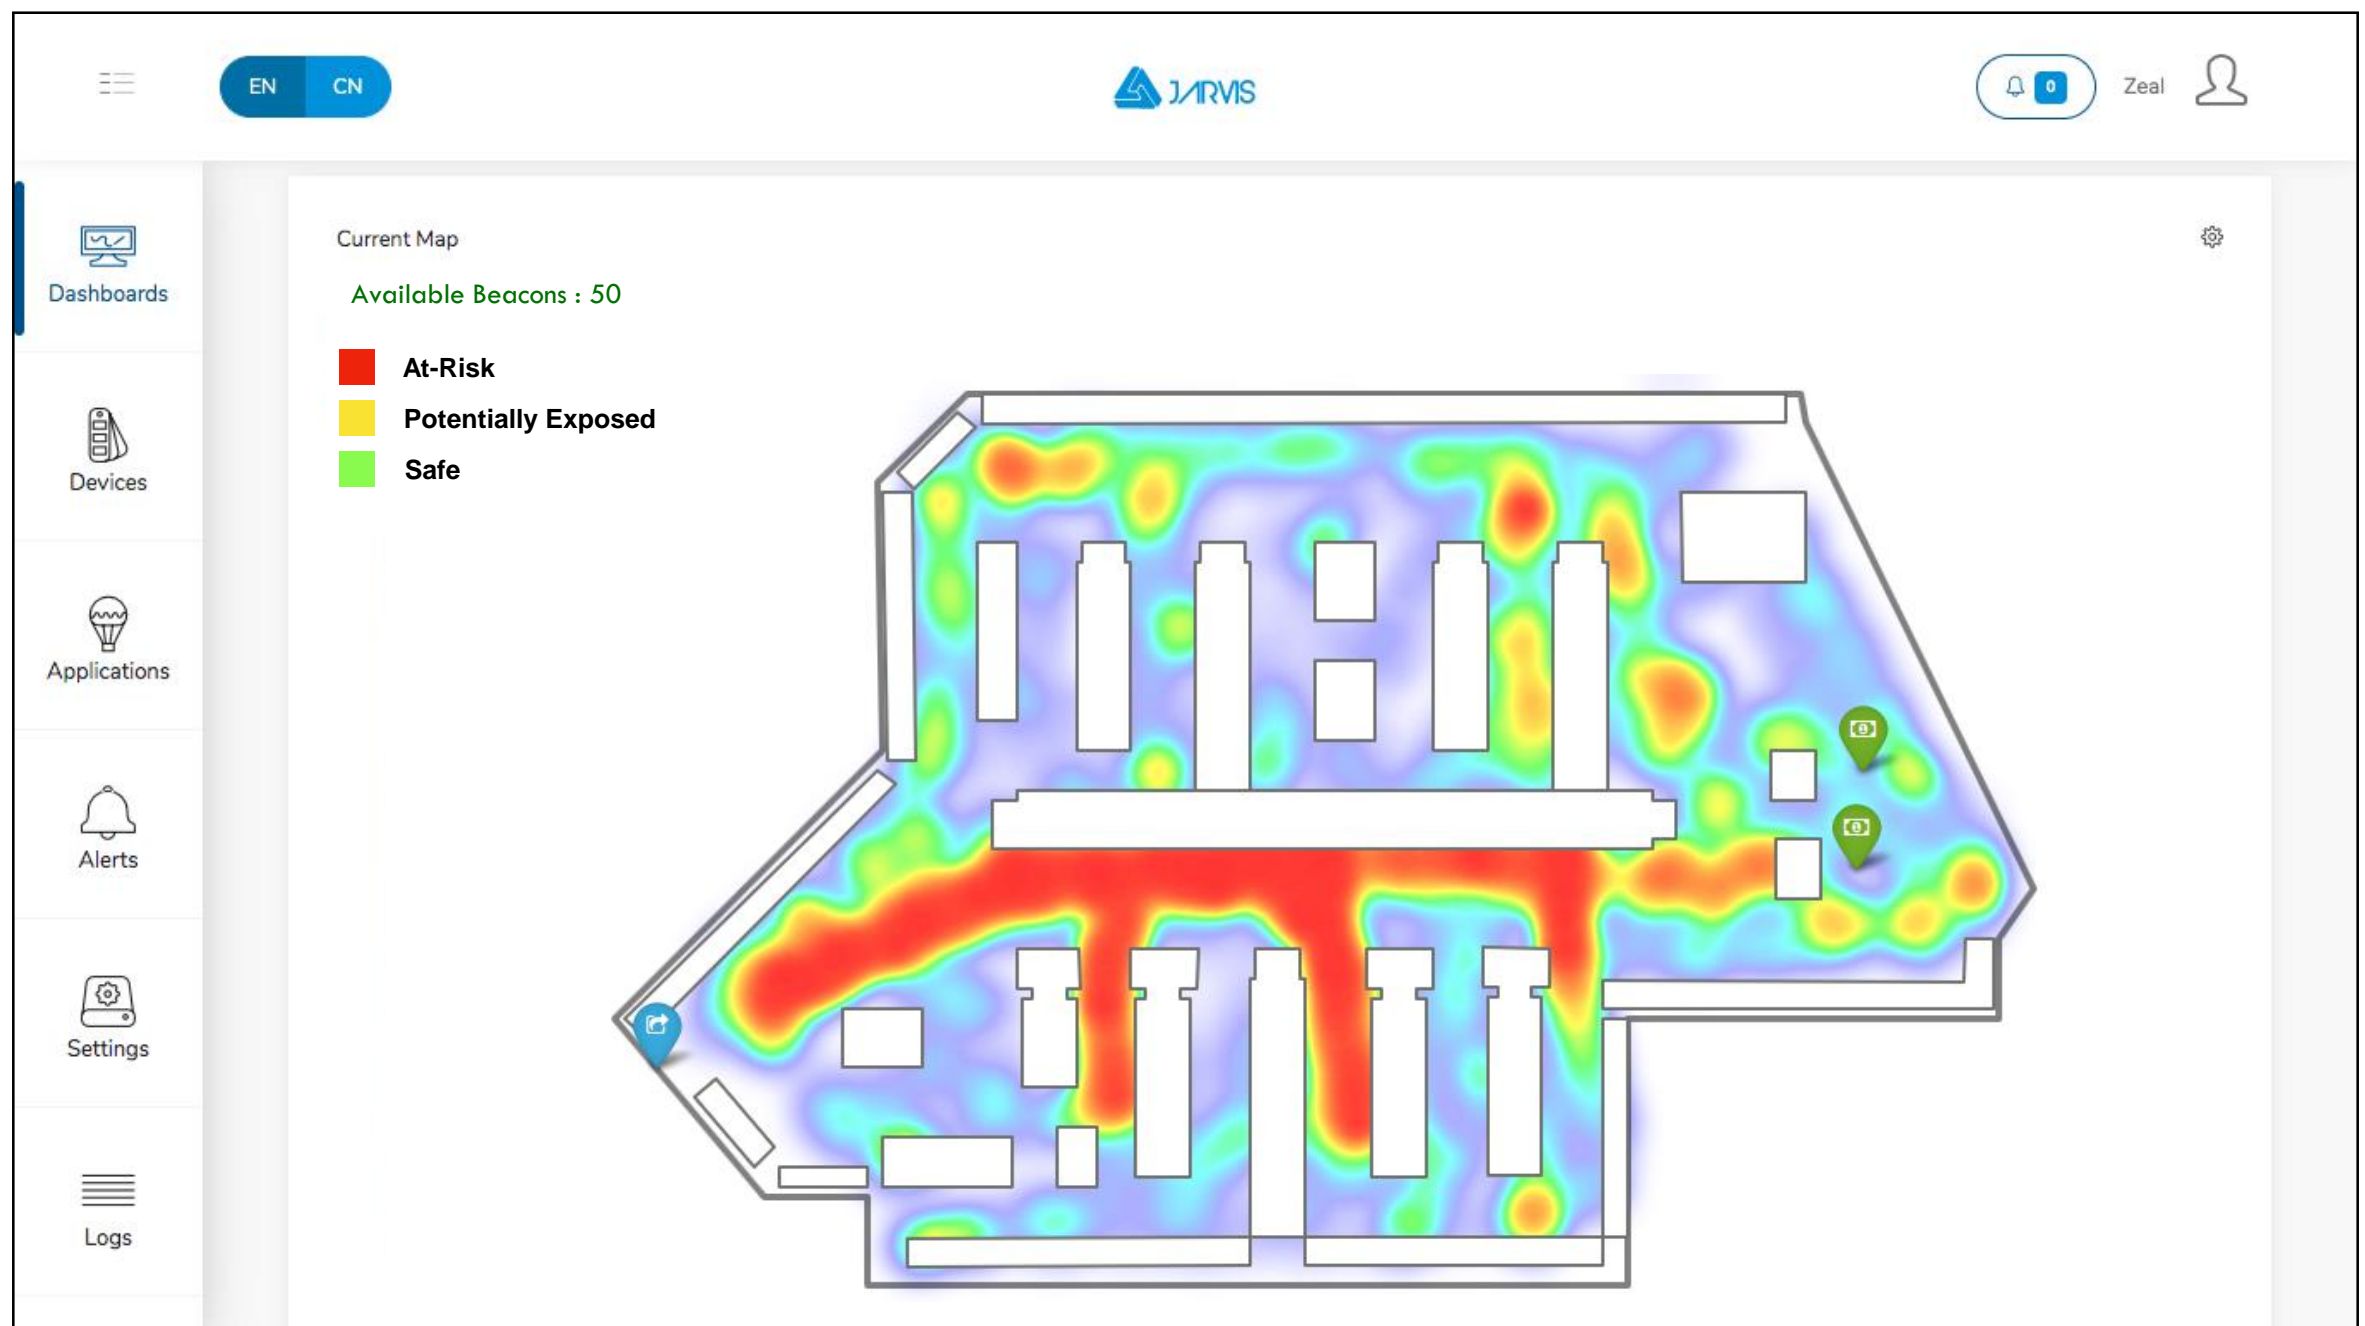 EN CN
JARVIS
0
Zeal
Dashboards
Devices
Applications
Alerts
Settings
Logs
Current Map
Available Beacons : 50
At-Risk
Potentially Exposed
Safe